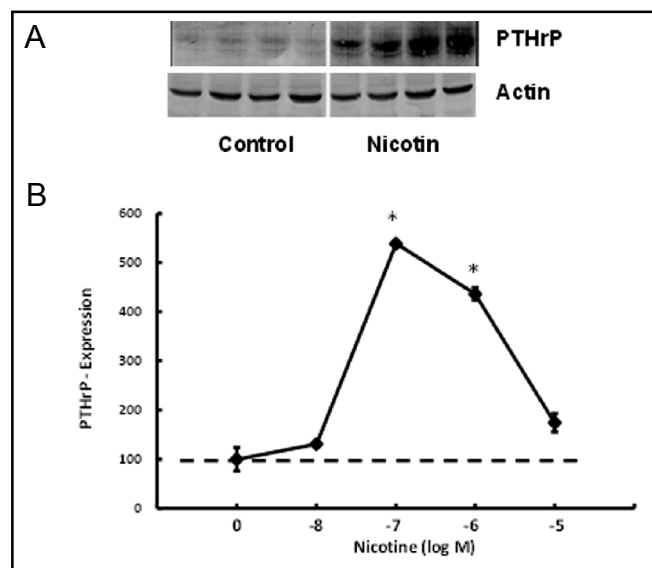 A
PTHrP
Actin
Control Nicotin
B
600
*
500
*
400
300
200
100
0
PTHrP - Expression
0 -8 -7 -6 -5
Nicotine (log M)